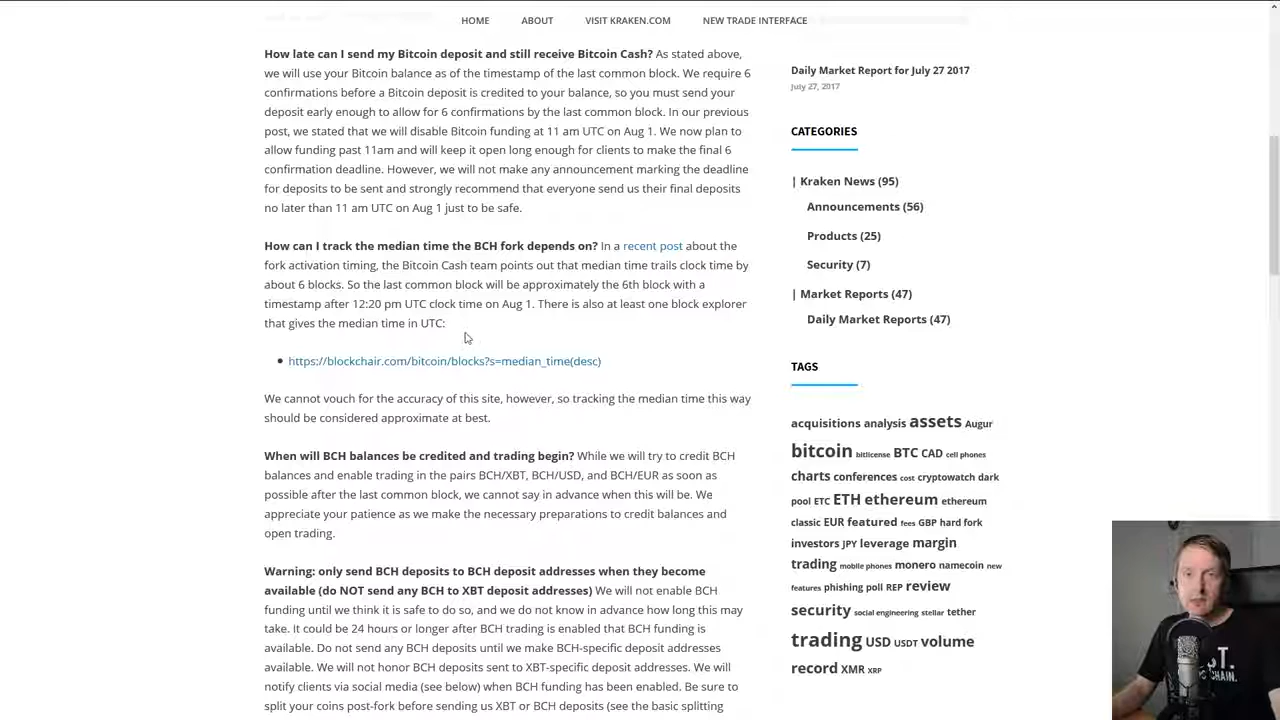 HOME ABOUT VISIT KRAKEN.COM NEW TRADE INTERFACE
How late can I send my Bitcoin deposit and still receive Bitcoin Cash? As stated above,
we will use your Bitcoin balance as of the timestamp of the last common block. We require 6
confirmations before a Bitcoin deposit is credited to your balance, so you must send your
deposit early enough to allow for 6 confirmations by the last common block. In our previous
post, we stated that we will disable Bitcoin funding at 11 am UTC on Aug 1. We now plan to
allow funding past 11am and will keep it open long enough for clients to make the final 6
confirmation deadline. However, we will not make any announcement marking the deadline
for deposits to be sent and strongly recommend that everyone send us their final deposits
no later than 11 am UTC on Aug 1 just to be safe.
How can I track the median time the BCH fork depends on? In a recent post about the
fork activation timing, the Bitcoin Cash team points out that median time trails clock time by
about 6 blocks. So the last common block will be approximately the 6th block with a
timestamp after 12:20 pm UTC clock time on Aug 1. There is also at least one block explorer
that gives the median time in UTC:
https://blockchair.com/bitcoin/blocks?s=median_time(desc)
We cannot vouch for the accuracy of this site, however, so tracking the median time this way
should be considered approximate at best.
When will BCH balances be credited and trading begin? While we will try to credit BCH
balances and enable trading in the pairs BCH/XBT, BCH/USD, and BCH/EUR as soon as
possible after the last common block, we cannot say in advance when this will be. We
appreciate your patience as we make the necessary preparations to credit balances and
open trading.
Warning: only send BCH deposits to BCH deposit addresses when they become
available (do NOT send any BCH to XBT deposit addresses) We will not enable BCH
funding until we think it is safe to do so, and we do not know in advance how long this may
take. It could be 24 hours or longer after BCH trading is enabled that BCH funding is
available. Do not send any BCH deposits until we make BCH-specific deposit addresses
available. We will not honor BCH deposits sent to XBT-specific deposit addresses. We will
notify clients via social media (see below) when BCH funding has been enabled. Be sure to
split your coins post-fork before sending us XBT or BCH deposits (see the basic splitting
Daily Market Report for July 27 2017
July 27, 2017
CATEGORIES
| Kraken News (95)
Announcements (56)
Products (25)
Security (7)
| Market Reports (47)
Daily Market Reports (47)
TAGS
acquisitions analysis assets Augur
bitcoin bitlicense BTC CAD cell phones
charts conferences cost cryptowatch dark
pool ETC ETH ethereum ethereum
classic EUR featured fees GBP hard fork
investors JPY leverage margin
trading mobile phones monero namecoin new
features phishing poll REP review
security social engineering stellar tether
trading USD USDT volume
record XMR XRP